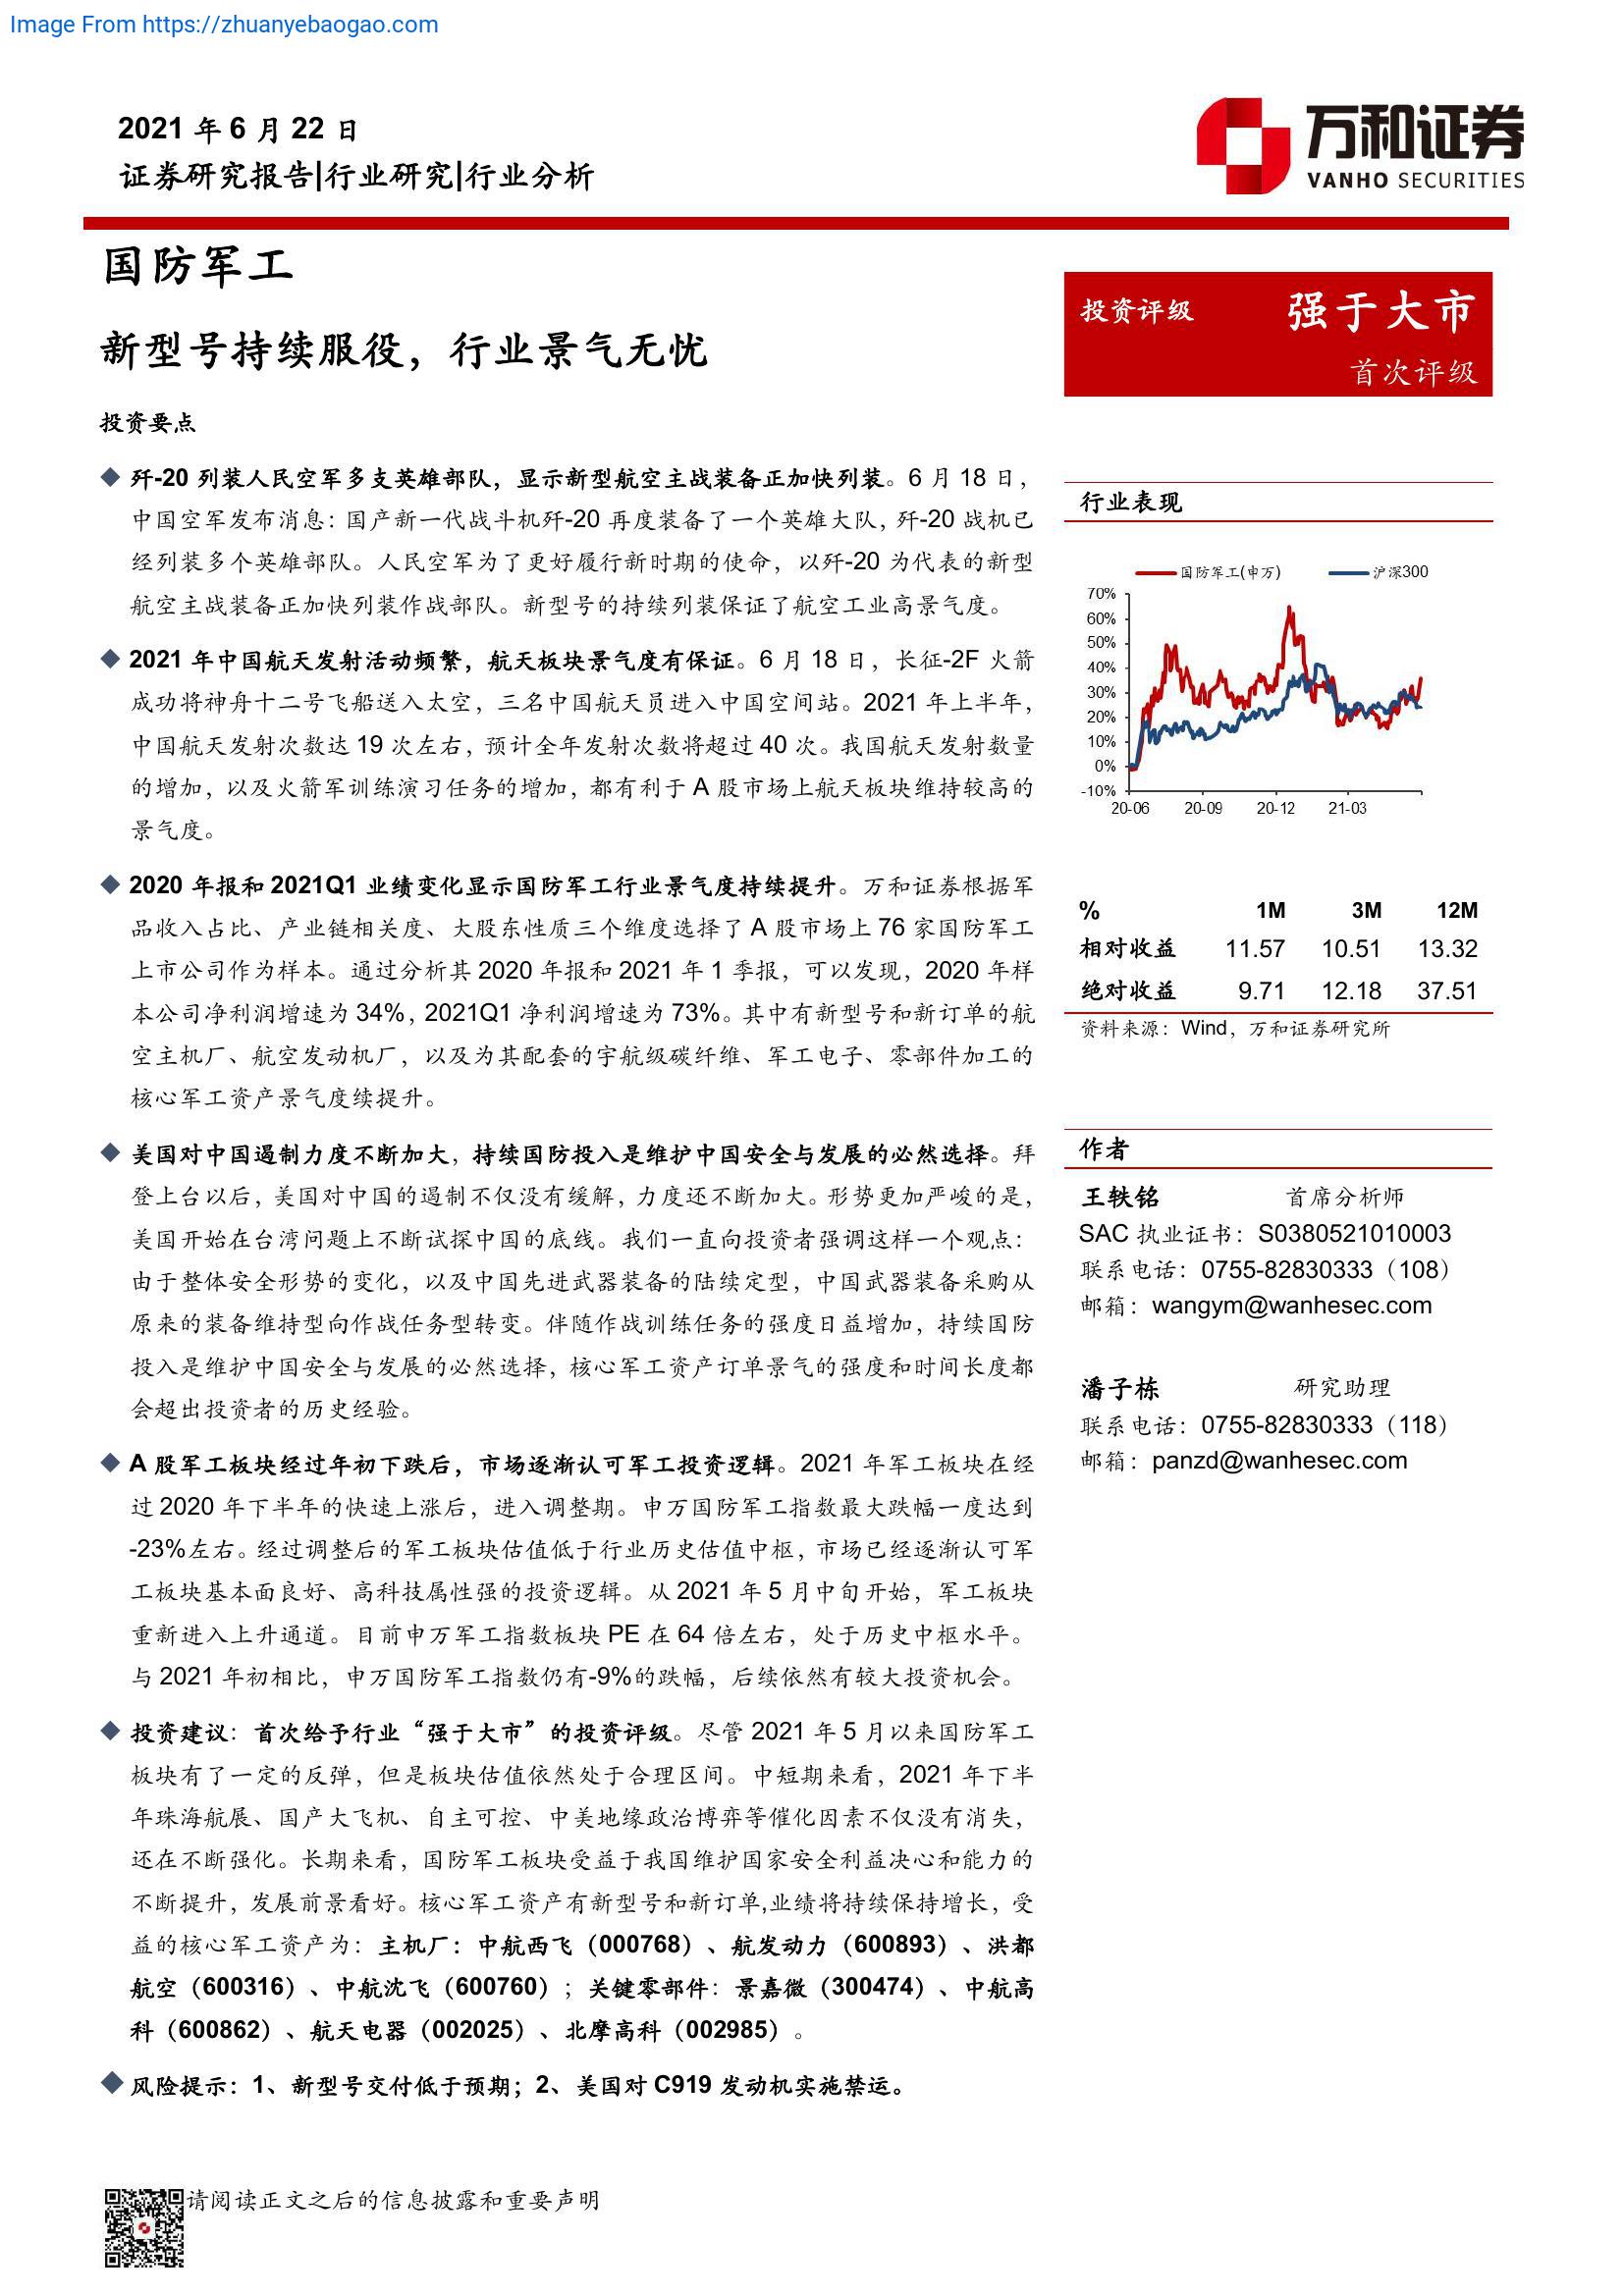 Image From https://zhuanyebaogao.com
2021 年 6 月 22 日
证券研究报告|行业研究|行业分析
万和证券
VANHO SECURITIES
国防军工
新型号持续服役，行业景气无忧
投资要点
◆ 歼-20 列装人民空军多支英雄部队，显示新型航空主战装备正加快列装。6 月 18 日，
中国空军发布消息：国产新一代战斗机歼-20 再度装备了一个英雄大队，歼-20 战机已
经列装多个英雄部队。人民空军为了更好履行新时期的使命，以歼-20 为代表的新型
航空主战装备正加快列装作战部队。新型号的持续列装保证了航空工业高景气度。
◆ 2021 年中国航天发射活动频繁，航天板块景气度有保证。6 月 18 日，长征-2F 火箭
成功将神舟十二号飞船送入太空，三名中国航天员进入中国空间站。2021 年上半年，
中国航天发射次数达 19 次左右，预计全年发射次数将超过 40 次。我国航天发射数量
的增加，以及火箭军训练演习任务的增加，都有利于 A 股市场上航天板块维持较高的
景气度。
◆ 2020 年报和 2021Q1 业绩变化显示国防军工行业景气度持续提升。万和证券根据军
品收入占比、产业链相关度、大股东性质三个维度选择了 A 股市场上 76 家国防军工
上市公司作为样本。通过分析其 2020 年报和 2021 年 1 季报，可以发现，2020 年样
本公司净利润增速为 34%，2021Q1 净利润增速为 73%。其中有新型号和新订单的航
空主机厂、航空发动机厂，以及为其配套的宇航级碳纤维、军工电子、零部件加工的
核心军工资产景气度续提升。
◆ 美国对中国遏制力度不断加大，持续国防投入是维护中国安全与发展的必然选择。拜
登上台以后，美国对中国的遏制不仅没有缓解，力度还不断加大。形势更加严峻的是，
美国开始在台湾问题上不断试探中国的底线。我们一直向投资者强调这样一个观点：
由于整体安全形势的变化，以及中国先进武器装备的陆续定型，中国武器装备采购从
原来的装备维持型向作战任务型转变。伴随作战训练任务的强度日益增加，持续国防
投入是维护中国安全与发展的必然选择，核心军工资产订单景气的强度和时间长度都
会超出投资者的历史经验。
◆ A 股军工板块经过年初下跌后，市场逐渐认可军工投资逻辑。2021 年军工板块在经
过 2020 年下半年的快速上涨后，进入调整期。申万国防军工指数最大跌幅一度达到
-23%左右。经过调整后的军工板块估值低于行业历史估值中枢，市场已经逐渐认可军
工板块基本面良好、高科技属性强的投资逻辑。从 2021 年 5 月中旬开始，军工板块
重新进入上升通道。目前申万军工指数板块 PE 在 64 倍左右，处于历史中枢水平。
与 2021 年初相比，申万国防军工指数仍有-9%的跌幅，后续依然有较大投资机会。
◆ 投资建议：首次给予行业“强于大市”的投资评级。尽管 2021 年 5 月以来国防军工
板块有了一定的反弹，但是板块估值依然处于合理区间。中短期来看，2021 年下半
年珠海航展、国产大飞机、自主可控、中美地缘政治博弈等催化因素不仅没有消失，
还在不断强化。长期来看，国防军工板块受益于我国维护国家安全利益决心和能力的
不断提升，发展前景看好。核心军工资产有新型号和新订单,业绩将持续保持增长，受
益的核心军工资产为：主机厂：中航西飞（000768）、航发动力（600893）、洪都
航空（600316）、中航沈飞（600760）；关键零部件：景嘉微（300474）、中航高
科（600862）、航天电器（002025）、北摩高科（002985）。
◆ 风险提示：1、新型号交付低于预期；2、美国对 C919 发动机实施禁运。
投资评级 强于大市
首次评级
行业表现
国防军工(申万) 沪深300
70%
60%
50%
40%
30%
20%
10%
0%
-10%
20-06 20-09 20-12 21-03
% 1M 3M 12M
相对收益 11.57 10.51 13.32
绝对收益 9.71 12.18 37.51
资料来源：Wind，万和证券研究所
作者
王轶铭 首席分析师
SAC 执业证书：S0380521010003
联系电话：0755-82830333（108）
邮箱：wangym@wanhesec.com
潘子栋 研究助理
联系电话：0755-82830333（118）
邮箱：panzd@wanhesec.com
请阅读正文之后的信息披露和重要声明